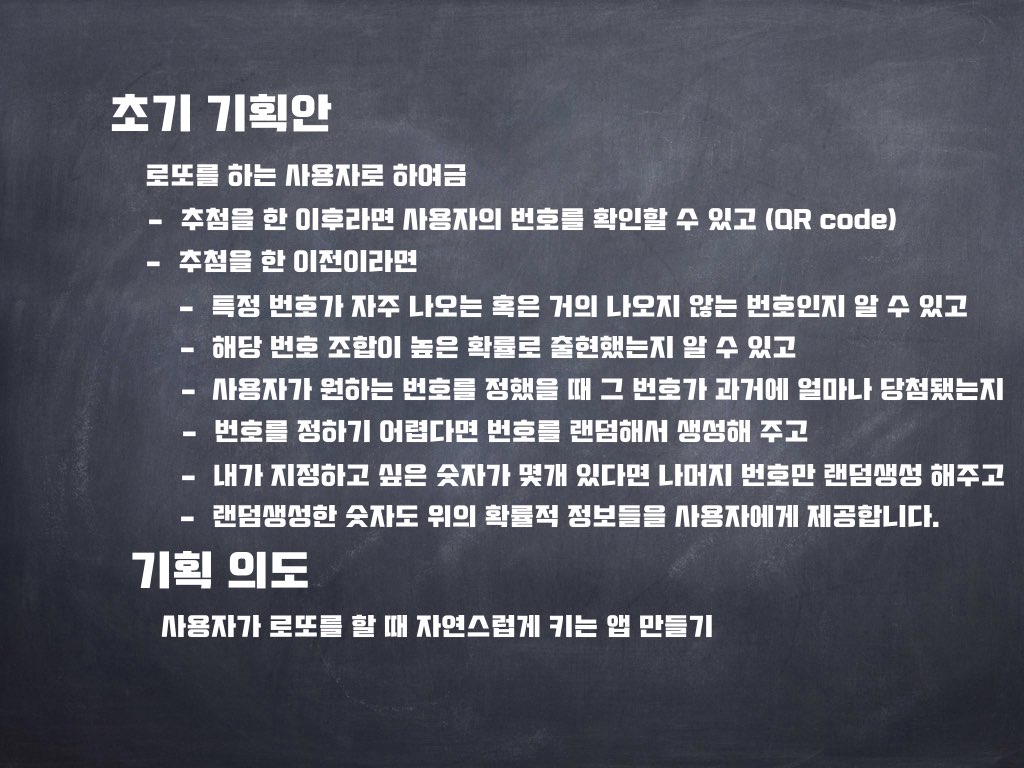 초기 기획안
로또를 하는 사용자로 하여금
- 추첨을 한 이후라면 사용자의 번호를 확인할 수 있고 (QR code)
- 추첨을 한 이전이라면
- 특정 번호가 자주 나오는 혹은 거의 나오지 않는 번호인지 알 수 있고
- 해당 번호 조합이 높은 확률로 출현했는지 알 수 있고
- 사용자가 원하는 번호를 정했을 때 그 번호가 과거에 얼마나 당첨됐는지
- 번호를 정하기 어렵다면 번호를 랜덤해서 생성해 주고
- 내가 지정하고 싶은 숫자가 몇개 있다면 나머지 번호만 랜덤생성 해주고
- 랜덤생성한 숫자도 위의 확률적 정보들을 사용자에게 제공합니다.
기획 의도
사용자가 로또를 할 때 자연스럽게 키는 앱 만들기